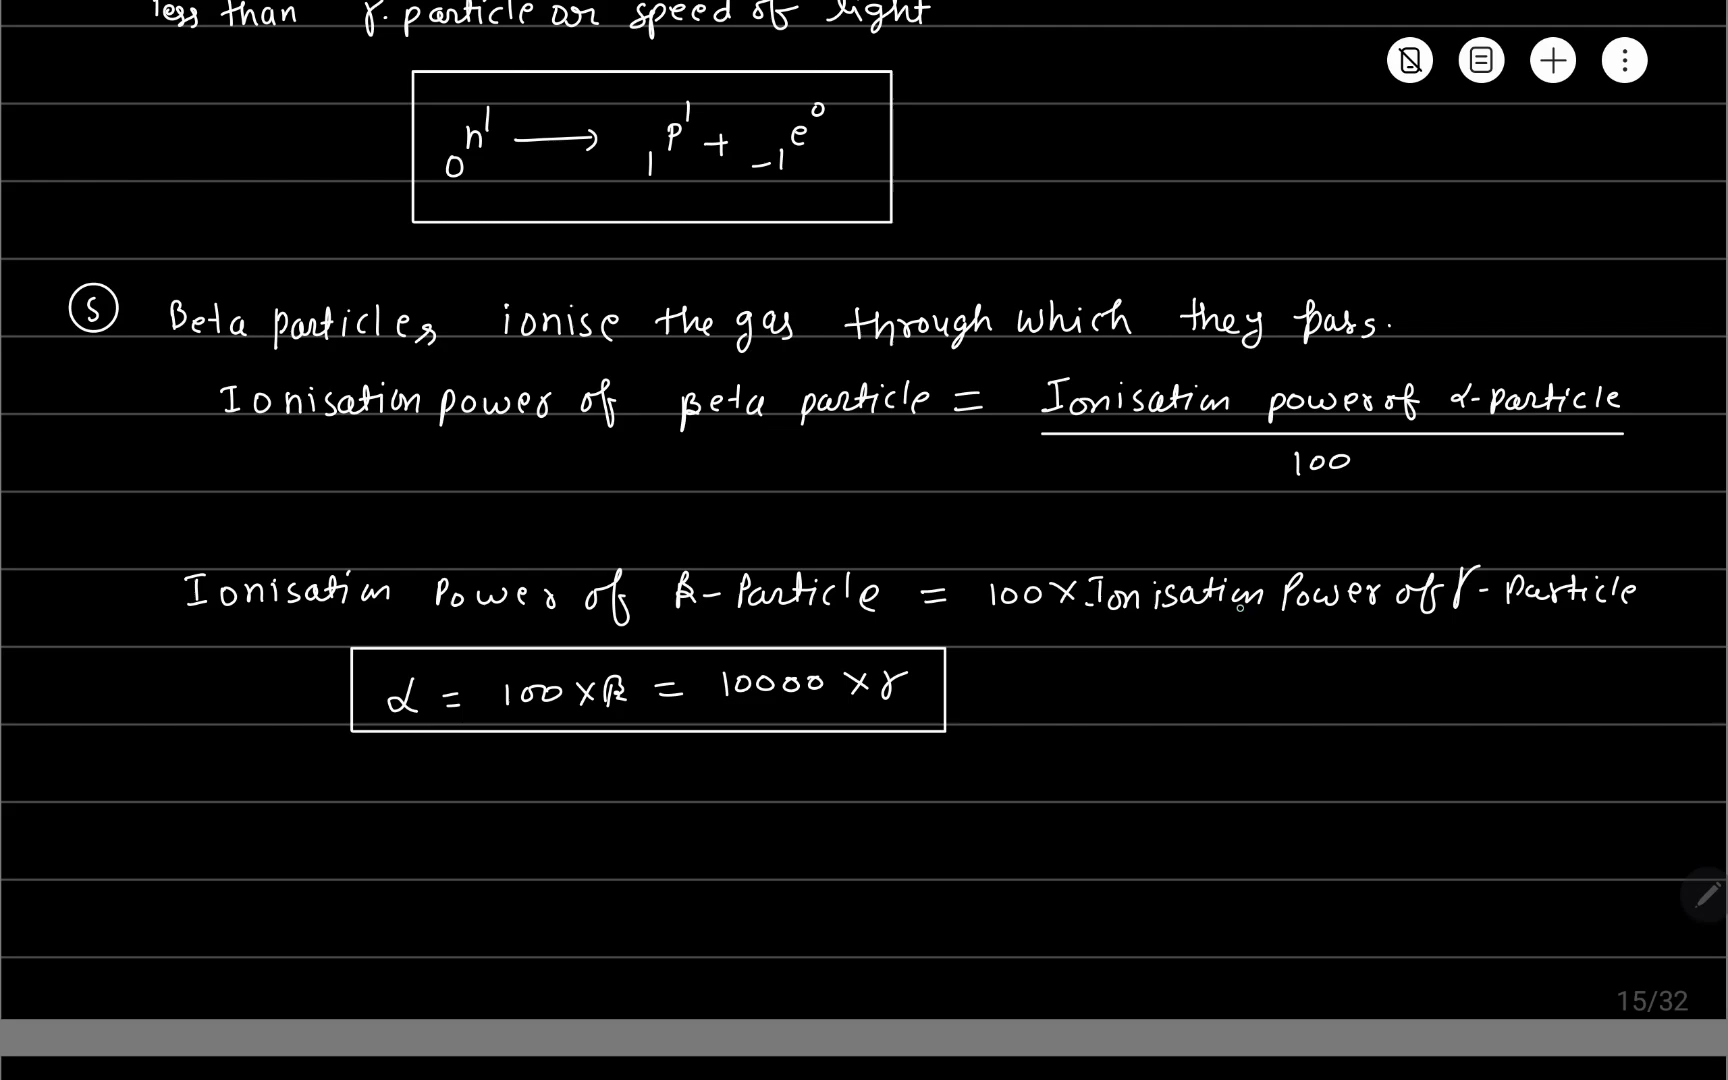 less than γ-particle or speed of light
₀n¹ ⟶ ₁p¹ + ₋₁e⁰
⑤ Beta particles ionise the gas through which they pass.
Ionisation power of Beta particle = Ionisation power of α-particle
100
Ionisation Power of β-Particle = 100 × Ionisation Power of γ-Particle
α = 100 × β = 10000 × γ
15/32